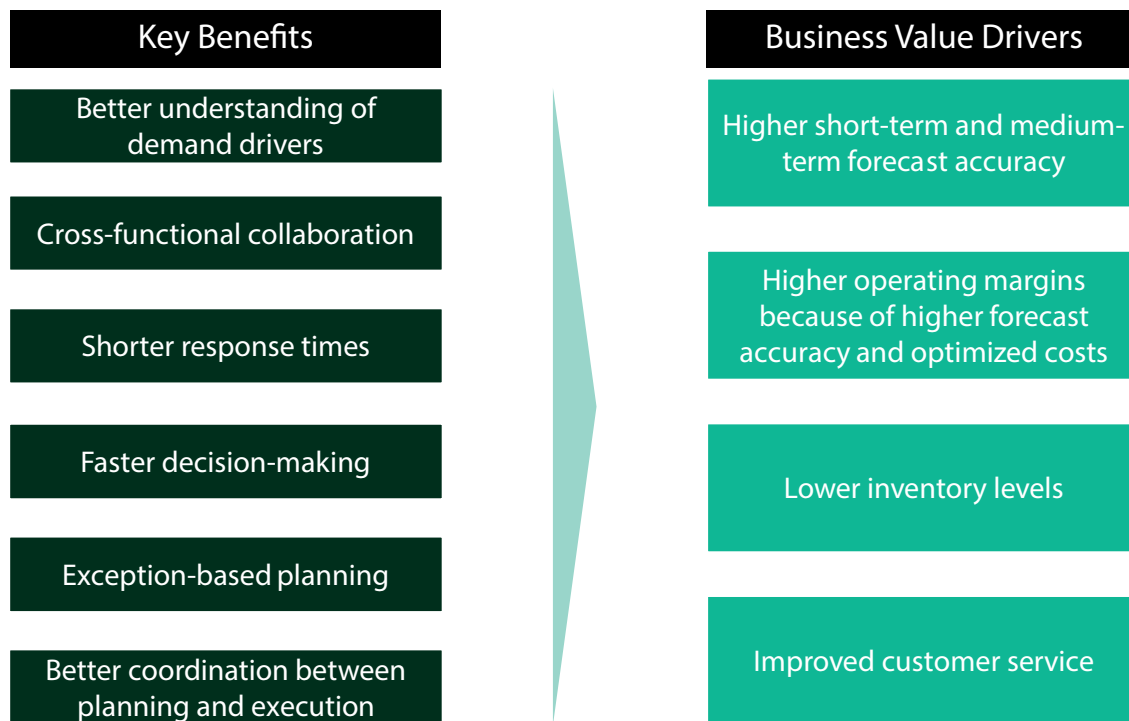 Key Benefits
Better understanding of
demand drivers
Cross-functional collaboration
Shorter response times
Faster decision-making
Exception-based planning
Better coordination between
planning and execution
Business Value Drivers
Higher short-term and medium-
term forecast accuracy
Higher operating margins
because of higher forecast
accuracy and optimized costs
Lower inventory levels
Improved customer service